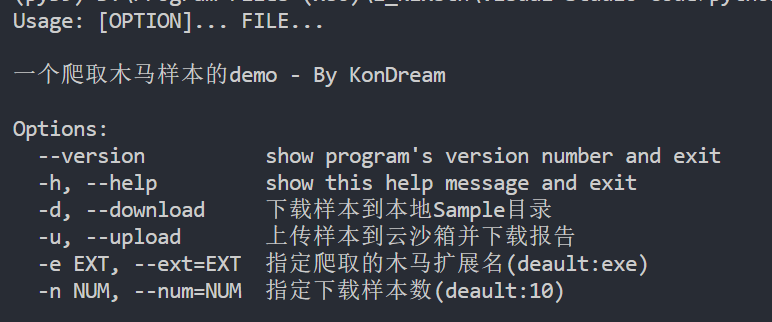 Usage: [OPTION]... FILE...
一个爬取木马样本的demo - By KonDream
Options:
--version show program's version number and exit
-h, --help show this help message and exit
-d, --download 下载样本到本地Sample目录
-u, --upload 上传样本到云沙箱并下载报告
-e EXT, --ext=EXT 指定爬取的木马扩展名(deault:exe)
-n NUM, --num=NUM 指定下载样本数(deault:10)